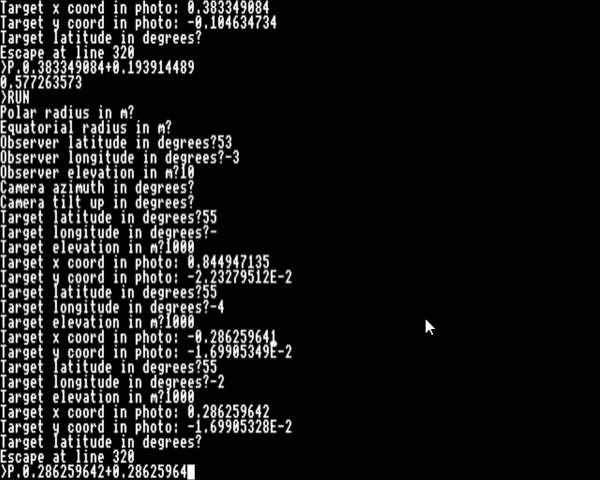 Target x coord in photo: 0.383349084
Target y coord in photo: -0.104634734
Target latitude in degrees?
Escape at line 320
>P.0.383349084+0.193914489
0.577263573
>RUN
Polar radius in m?
Equatorial radius in m?
Observer latitude in degrees?53
Observer longitude in degrees?-3
Observer elevation in m?10
Camera azimuth in degrees?
Camera tilt up in degrees?
Target latitude in degrees?55
Target longitude in degrees?-
Target elevation in m?1000
Target x coord in photo: 0.844947135
Target y coord in photo: -2.23279512E-2
Target latitude in degrees?55
Target longitude in degrees?-4
Target elevation in m?1000
Target x coord in photo: -0.286259641
Target y coord in photo: -1.69905349E-2
Target latitude in degrees?55
Target longitude in degrees?-2
Target elevation in m?1000
Target x coord in photo: 0.286259642
Target y coord in photo: -1.69905328E-2
Target latitude in degrees?
Escape at line 320
>P.0.286259642+0.28625964